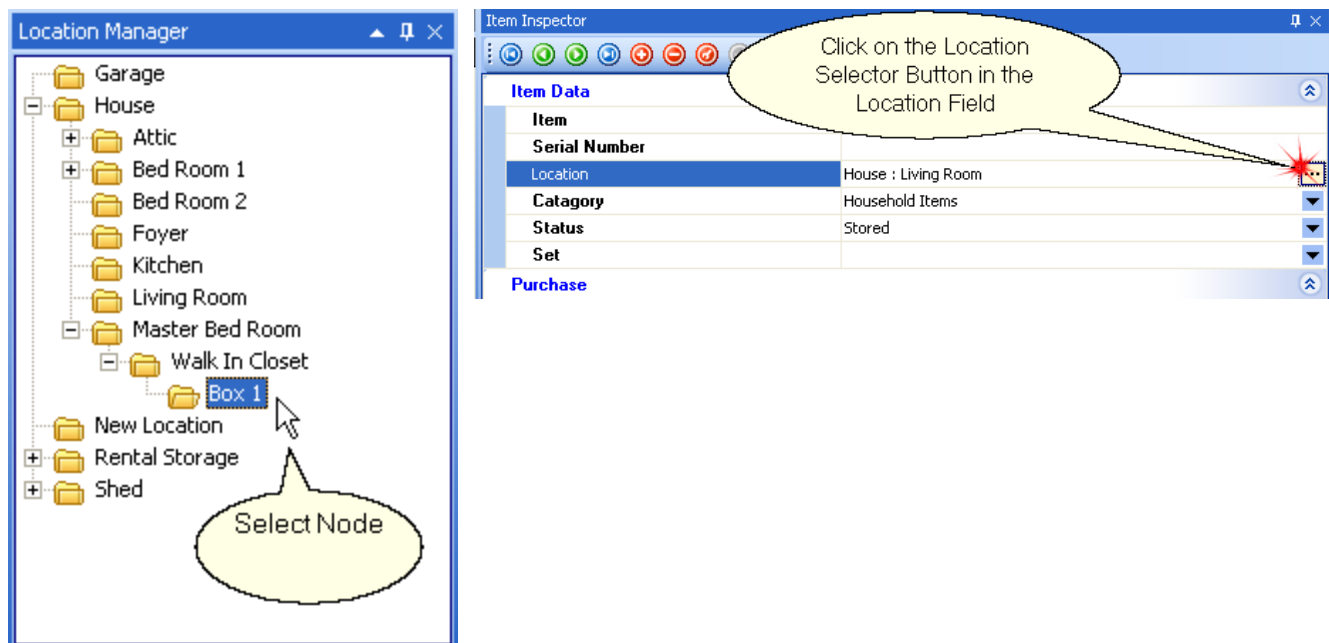 Location Manager
Garage
House
Attic
Bed Room 1
Bed Room 2
Foyer
Kitchen
Living Room
Master Bed Room
Walk In Closet
Box 1
New Location
Rental Storage
Shed
Select Node
Item Inspector
Click on the Location
Selector Button in the
Location Field
Item Data
Item
Serial Number
Location House : Living Room
Catagory Household Items
Status Stored
Set
Purchase